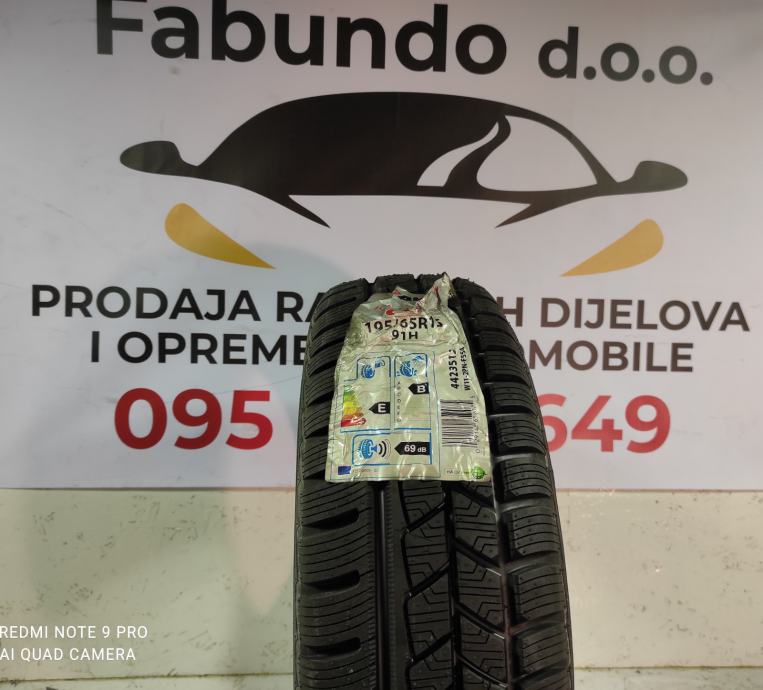 Fabundo d.o.o.
PRODAJA RA H DIJELOVA
I OPREME MOBILE
095 649
195/65R15
91H
B
E
69 dB
REDMI NOTE 9 PRO
AI QUAD CAMERA